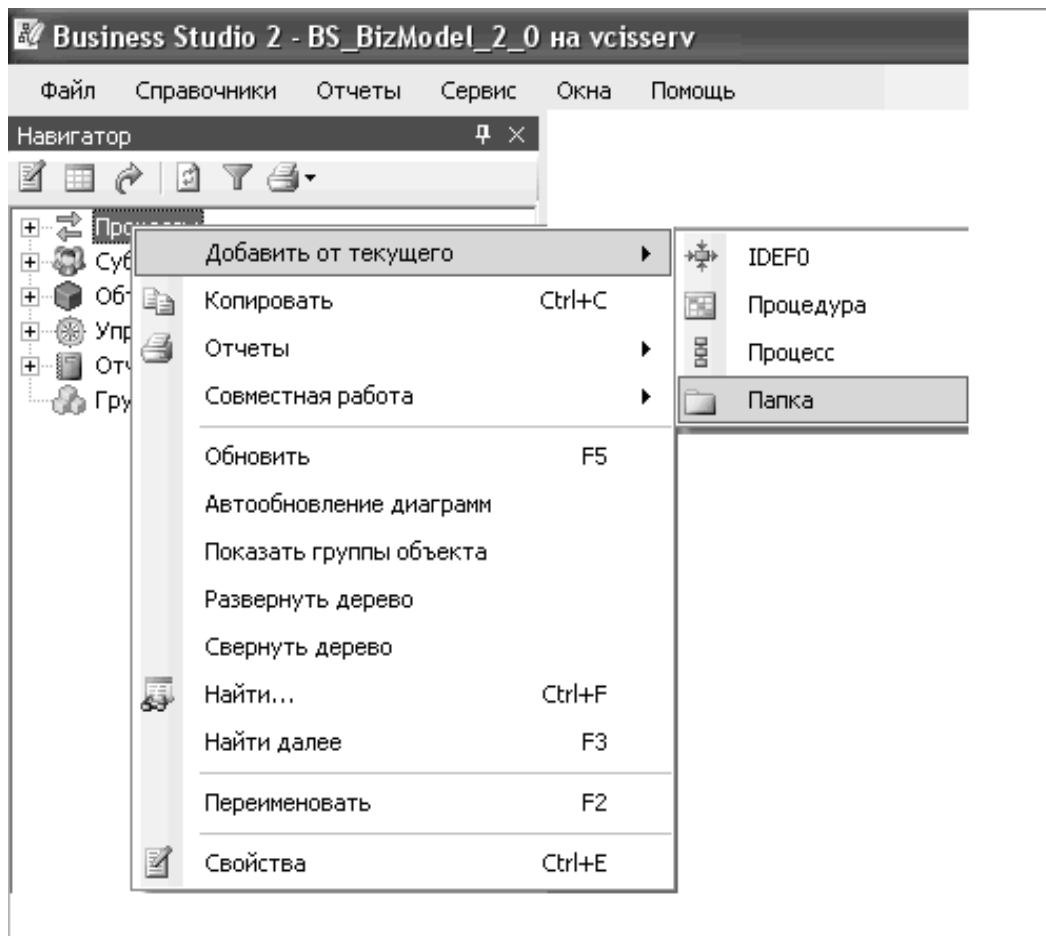 Business Studio 2 - BS_BizModel_2_0 на vcisserv
Файл Справочники Отчеты Сервис Окна Помощь
Навигатор
Добавить от текущего
Копировать Ctrl+C
Отчеты
Совместная работа
Обновить F5
Автообновление диаграмм
Показать группы объекта
Развернуть дерево
Свернуть дерево
Найти... Ctrl+F
Найти далее F3
Переименовать F2
Свойства Ctrl+E
IDEF0
Процедура
Процесс
Папка